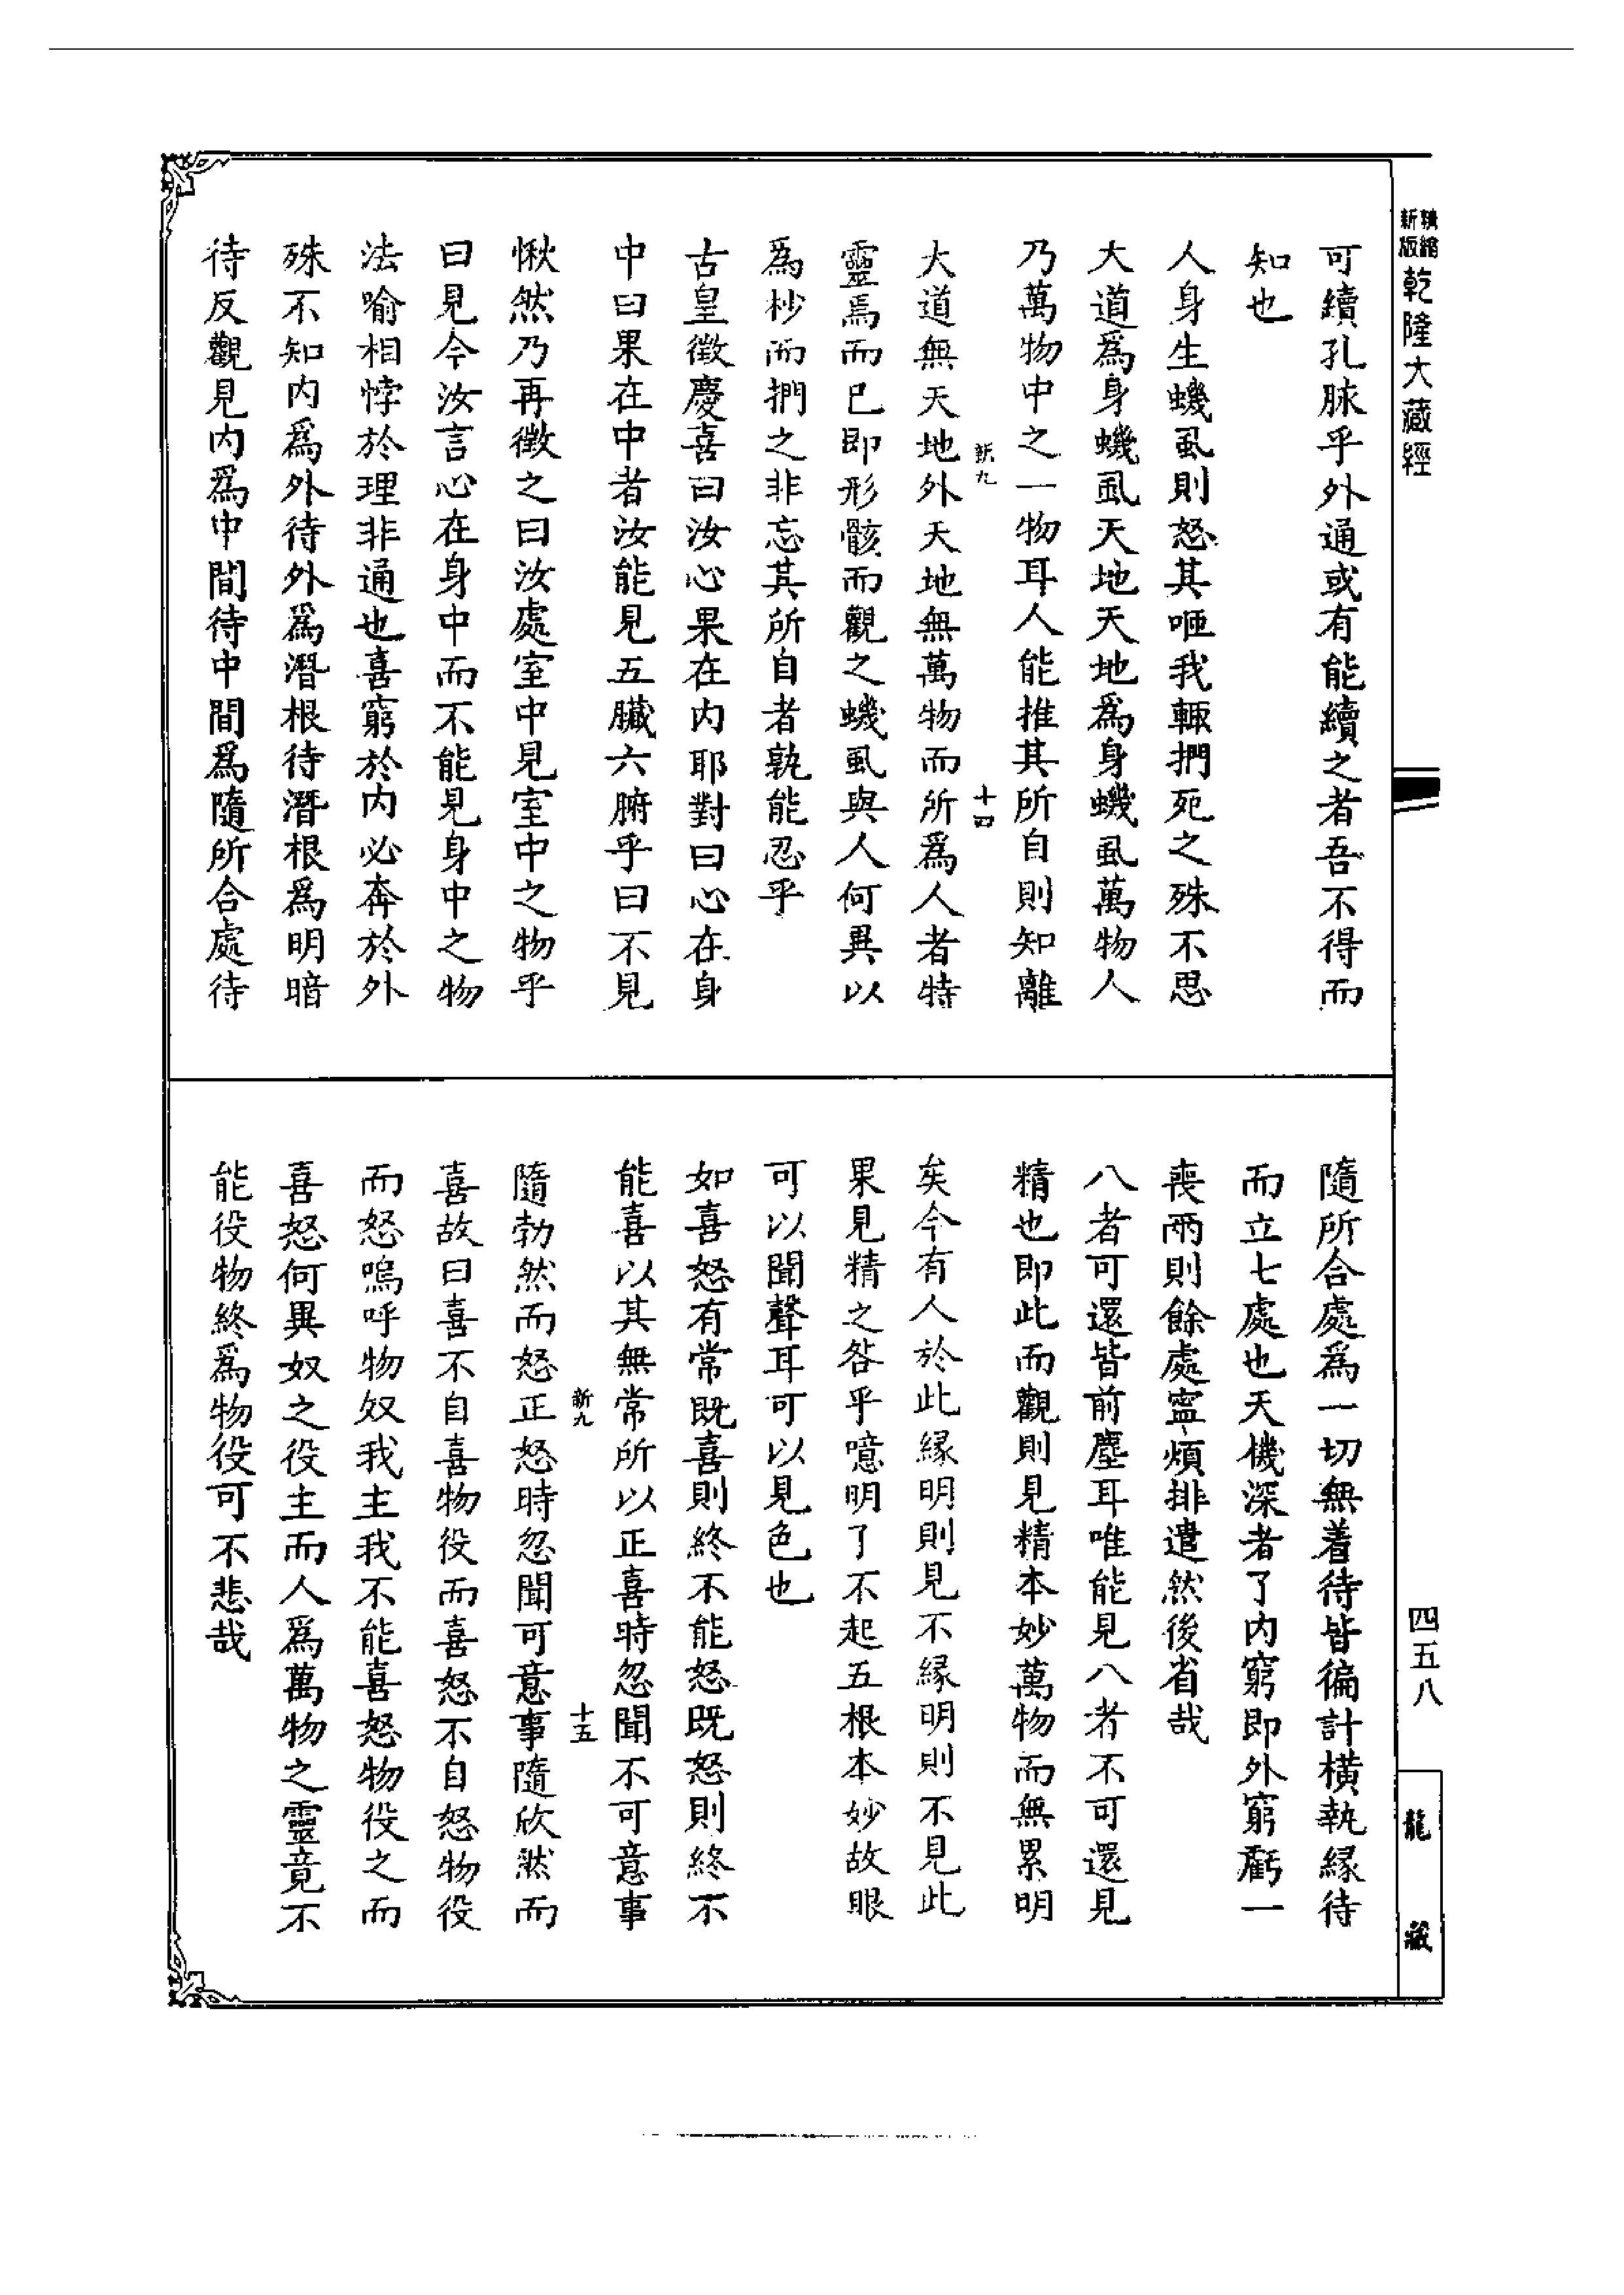 精縮新版乾隆大藏經
可續孔脉乎外通或有能續之者吾不得而
知也
人身生蟣虱則怒其咂我輙捫死之殊不思
大道為身蟣虱天地天地為身蟣虱萬物人
乃萬物中之一物耳人能推其所自則知離
新九
十四
大道無天地外天地無萬物而所為人者特
靈焉而已即形骸而觀之蟣虱與人何異以
為杪而捫之非忘其所自者孰能忍乎
古皇徵慶喜曰汝心果在内耶對曰心在身
中曰果在中者汝能見五臟六腑乎曰不見
愀然乃再徵之曰汝處室中見室中之物乎
曰見今汝言心在身中而不能見身中之物
法喻相悖於理非通也喜窮於内必奔於外
殊不知内為外待外為潛根待潛根為明暗
待反觀見内為中間待中間為隨所合處待
隨所合處為一切無着待皆徧計橫執緣待
而立七處也天機深者了内窮即外窮虧一
喪兩則餘處寧煩排遣然後省哉
八者可還皆前塵耳唯能見八者不可還見
精也即此而觀則見精本妙萬物而無累明
矣今有人於此緣明則見不緣明則不見此
果見精之咎乎噫明了不起五根本妙故眼
可以聞聲耳可以見色也
如喜怒有常既喜則終不能怒既怒則終不
能喜以其無常所以正喜時忽聞不可意事
新九
十五
隨勃然而怒正怒時忽聞可意事隨欣然而
喜故曰喜不自喜物役而喜怒不自怒物役
而怒嗚呼物奴我主我不能喜怒物役之而
喜怒何異奴之役主而人為萬物之靈竟不
能役物終為物役可不悲哉
四五八
龍藏